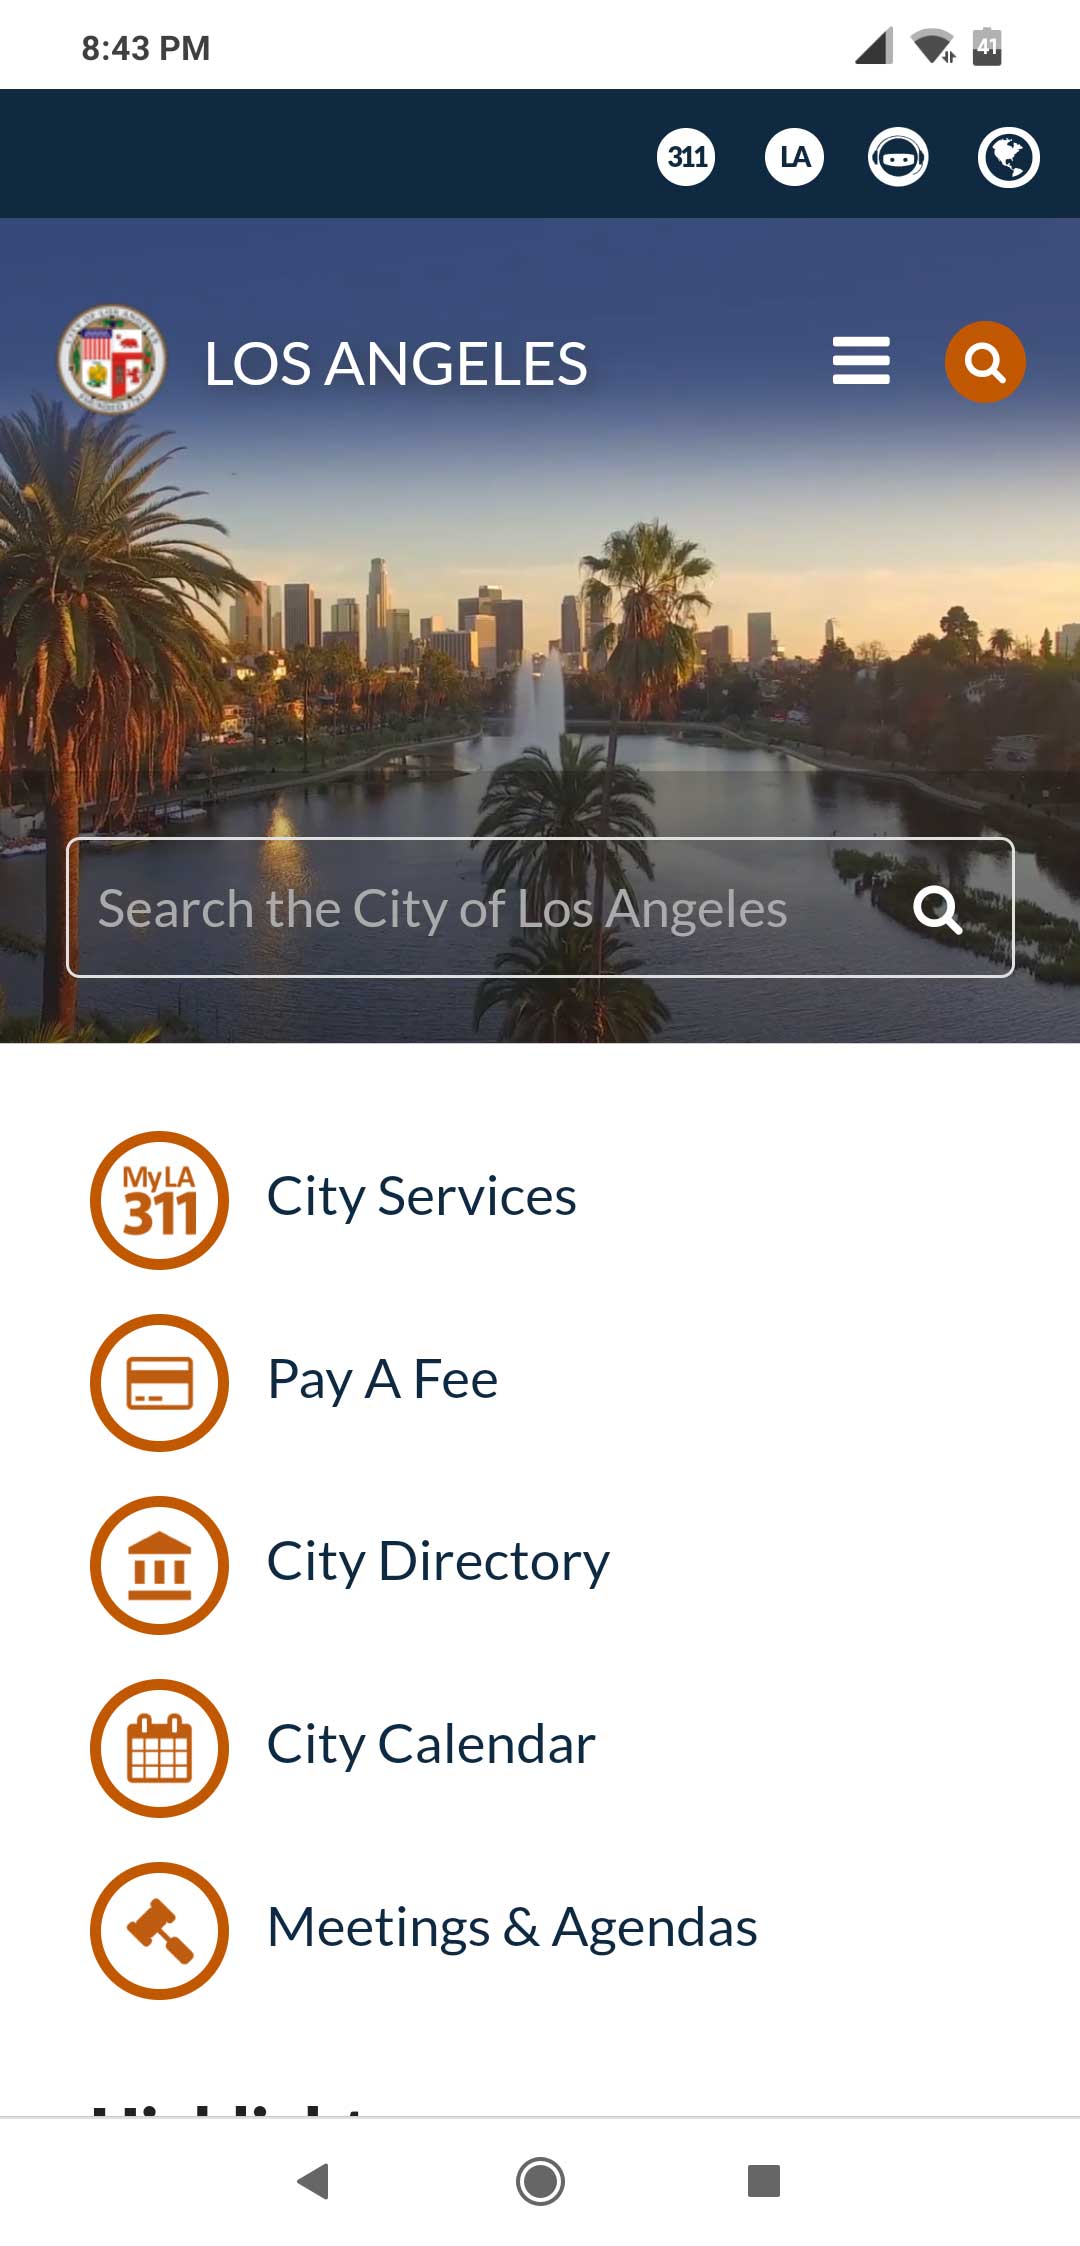 8:43 PM
41
311
LA
LOS ANGELES
Search the City of Los Angeles
MyLA
311
City Services
Pay A Fee
City Directory
City Calendar
Meetings & Agendas